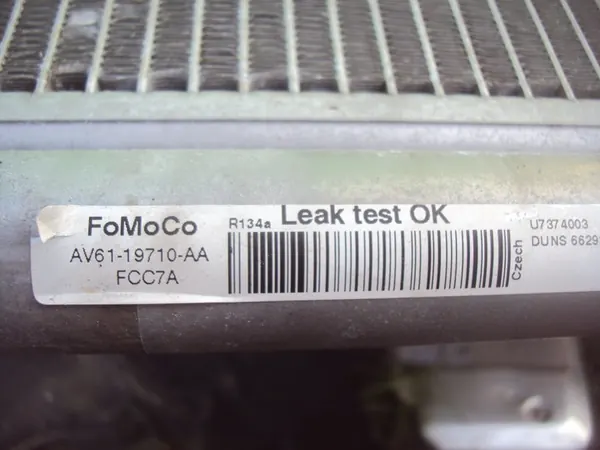 FoMoCo
AV61-19710-AA
FCC7A
R134a Leak test OK
Czech
U7374003
DUNS 6629